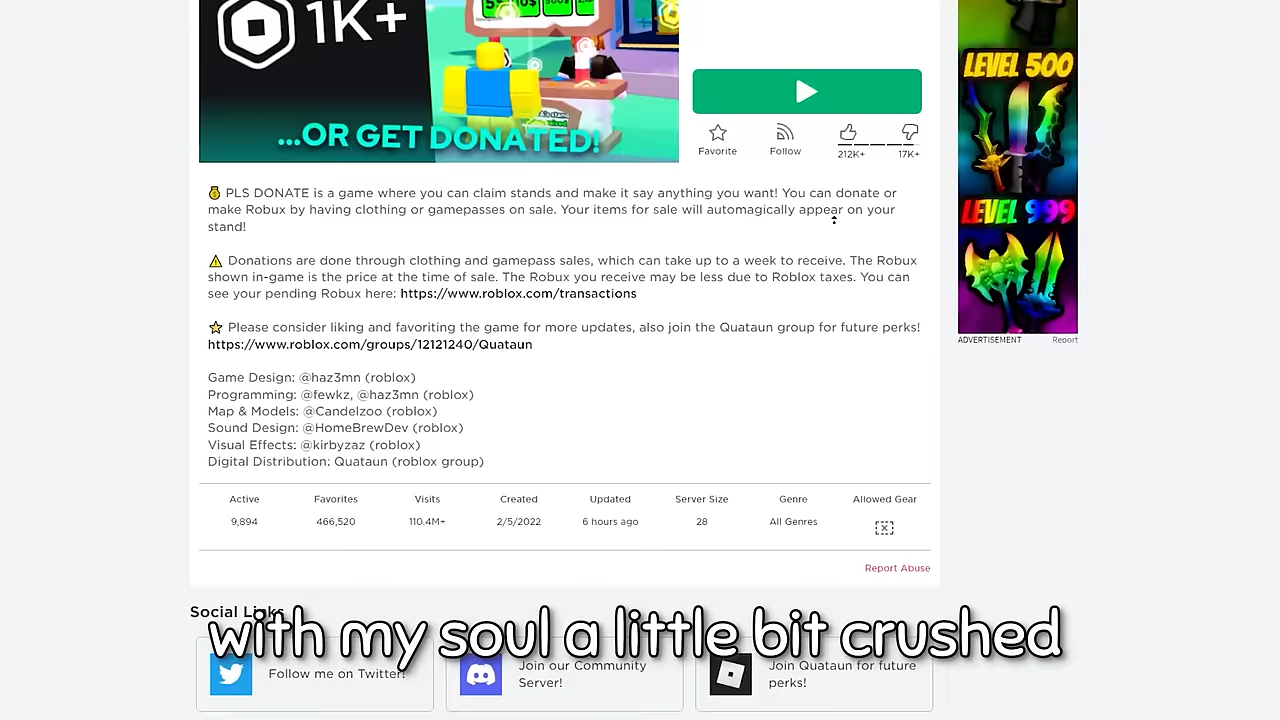 1K+
...OR GET DONATED!
LEVEL 500
LEVEL 999
Favorite
Follow
212K+
17K+
💰 PLS DONATE is a game where you can claim stands and make it say anything you want! You can donate or
make Robux by having clothing or gamepasses on sale. Your items for sale will automagically appear on your
stand!
⚠ Donations are done through clothing and gamepass sales, which can take up to a week to receive. The Robux
shown in-game is the price at the time of sale. The Robux you receive may be less due to Roblox taxes. You can
see your pending Robux here: https://www.roblox.com/transactions
⭐ Please consider liking and favoriting the game for more updates, also join the Quataun group for future perks!
https://www.roblox.com/groups/12121240/Quataun
ADVERTISEMENT
Report
Game Design: @haz3mn (roblox)
Programming: @fewkz, @haz3mn (roblox)
Map & Models: @Candelzoo (roblox)
Sound Design: @HomeBrewDev (roblox)
Visual Effects: @kirbyzaz (roblox)
Digital Distribution: Quataun (roblox group)
Active Favorites Visits Created Updated Server Size Genre Allowed Gear
9,894 466,520 110.4M+ 2/5/2022 6 hours ago 28 All Genres
Report Abuse
Social Links
with my soul a little bit crushed
Follow me on Twitter!
Join our Community
Server!
Join Quataun for future
perks!